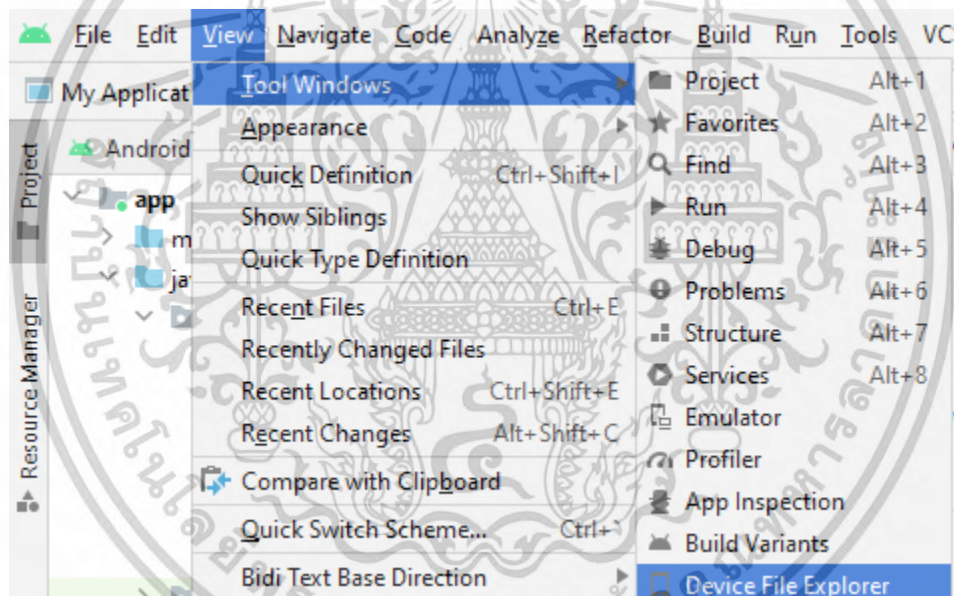 File Edit View Navigate Code Analyze Refactor Build Run Tools VC
My Applicat
Android
Project
app
m
ja
Resource Manager
Tool Windows
Appearance
Quick Definition Ctrl+Shift+I
Show Siblings
Quick Type Definition
Recent Files Ctrl+E
Recently Changed Files
Recent Locations Ctrl+Shift+E
Recent Changes Alt+Shift+C
Compare with Clipboard
Quick Switch Scheme... Ctrl+`
Bidi Text Base Direction
Project Alt+1
Favorites Alt+2
Find Alt+3
Run Alt+4
Debug Alt+5
Problems Alt+6
Structure Alt+7
Services Alt+8
Emulator
Profiler
App Inspection
Build Variants
Device File Explorer